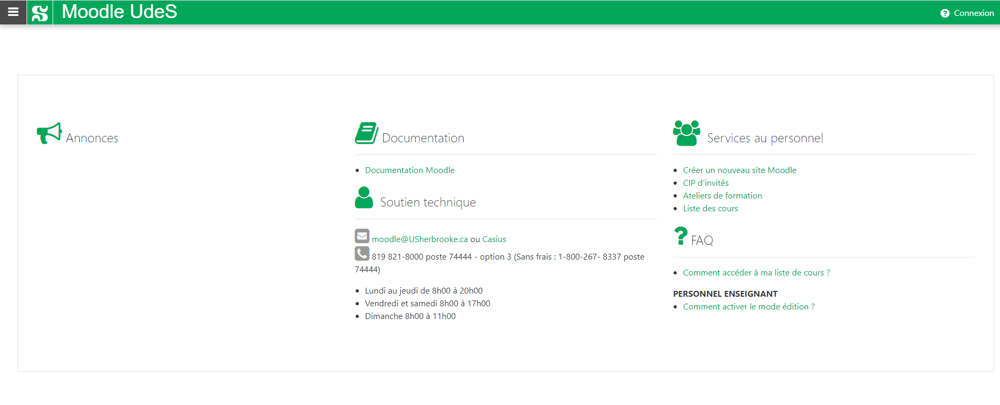 Moodle UdeS
Connexion
Annonces
Documentation
Documentation Moodle
Soutien technique
moodle@USherbrooke.ca ou Casius
819 821-8000 poste 74444 - option 3 (Sans frais : 1-800-267- 8337 poste
74444)
Lundi au jeudi de 8h00 à 20h00
Vendredi et samedi 8h00 à 17h00
Dimanche 8h00 à 11h00
Services au personnel
Créer un nouveau site Moodle
CIP d'invités
Ateliers de formation
Liste des cours
FAQ
Comment accéder à ma liste de cours ?
PERSONNEL ENSEIGNANT
Comment activer le mode édition ?